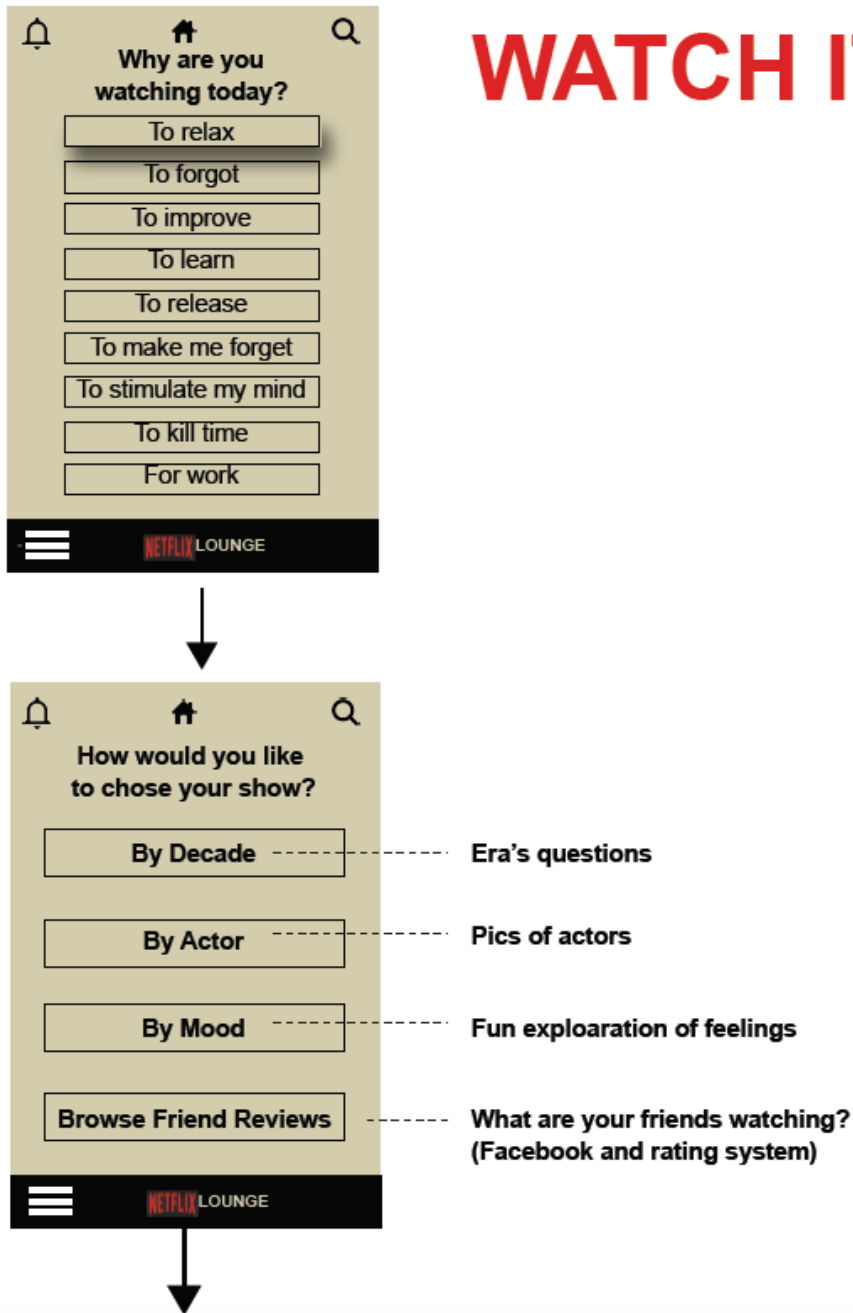 WATCH I
Why are you
watching today?
To relax
To forgot
To improve
To learn
To release
To make me forget
To stimulate my mind
To kill time
For work
NETFLIX LOUNGE
How would you like
to chose your show?
By Decade
Era's questions
By Actor
Pics of actors
By Mood
Fun exploaration of feelings
Browse Friend Reviews
What are your friends watching?
(Facebook and rating system)
NETFLIX LOUNGE